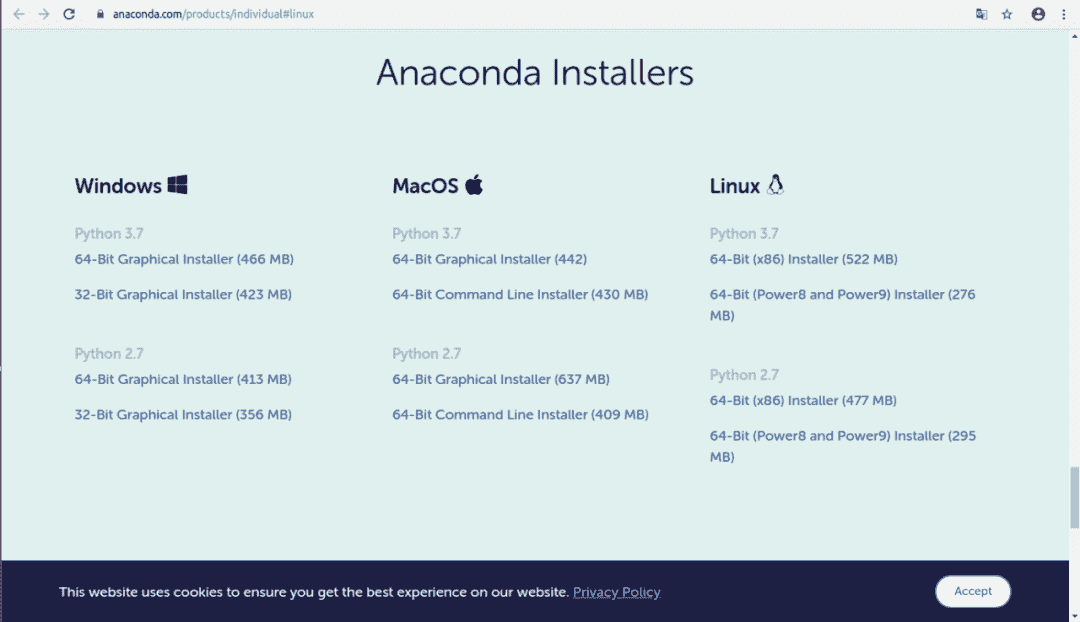 anaconda.com/products/individual#linux
Anaconda Installers
Windows
Python 3.7
64-Bit Graphical Installer (466 MB)
32-Bit Graphical Installer (423 MB)
Python 2.7
64-Bit Graphical Installer (413 MB)
32-Bit Graphical Installer (356 MB)
MacOS
Python 3.7
64-Bit Graphical Installer (442)
64-Bit Command Line Installer (430 MB)
Python 2.7
64-Bit Graphical Installer (637 MB)
64-Bit Command Line Installer (409 MB)
Linux
Python 3.7
64-Bit (x86) Installer (522 MB)
64-Bit (Power8 and Power9) Installer (276
MB)
Python 2.7
64-Bit (x86) Installer (477 MB)
64-Bit (Power8 and Power9) Installer (295
MB)
This website uses cookies to ensure you get the best experience on our website. Privacy Policy
Accept